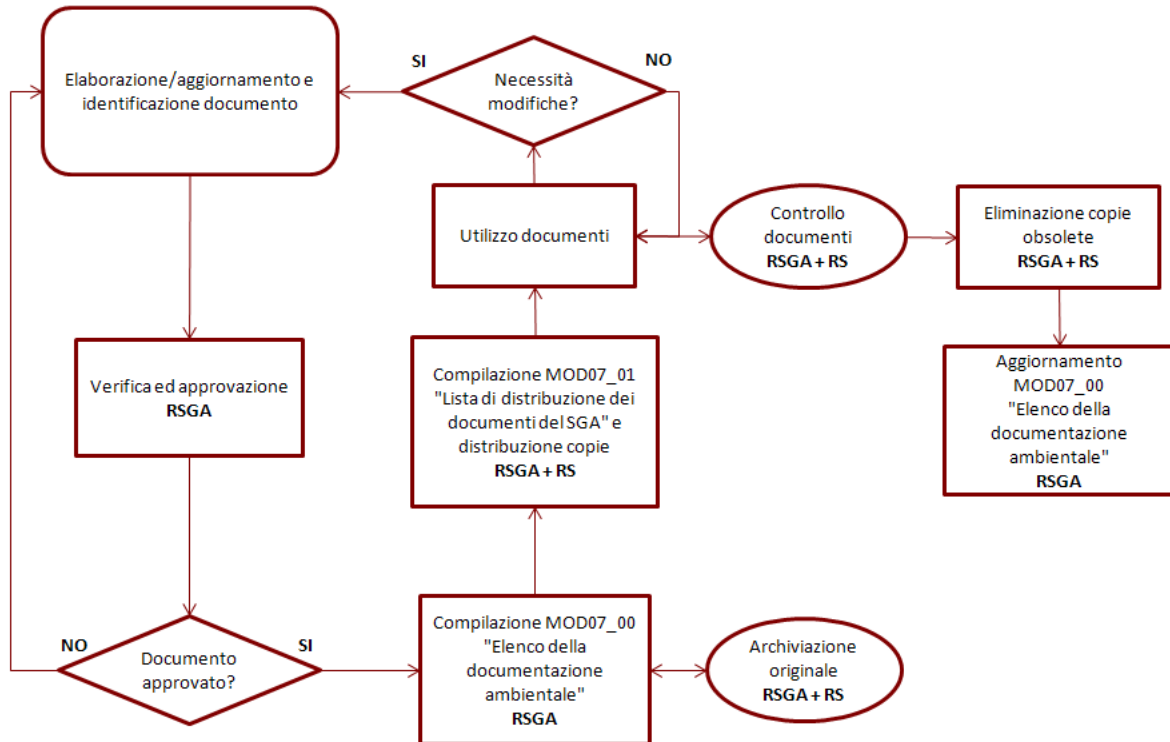 Elaborazione/aggiornamento e
identificazione documento
SI
Necessità
modifiche?
NO
Utilizzo documenti
Controllo
documenti
RSGA + RS
Eliminazione copie
obsolete
RSGA + RS
Verifica ed approvazione
RSGA
Compilazione MOD07_01
"Lista di distribuzione dei
documenti del SGA" e
distribuzione copie
RSGA + RS
Aggiornamento
MOD07_00
"Elenco della
documentazione
ambientale"
RSGA
NO
Documento
approvato?
SI
Compilazione MOD07_00
"Elenco della
documentazione
ambientale"
RSGA
Archiviazione
originale
RSGA + RS